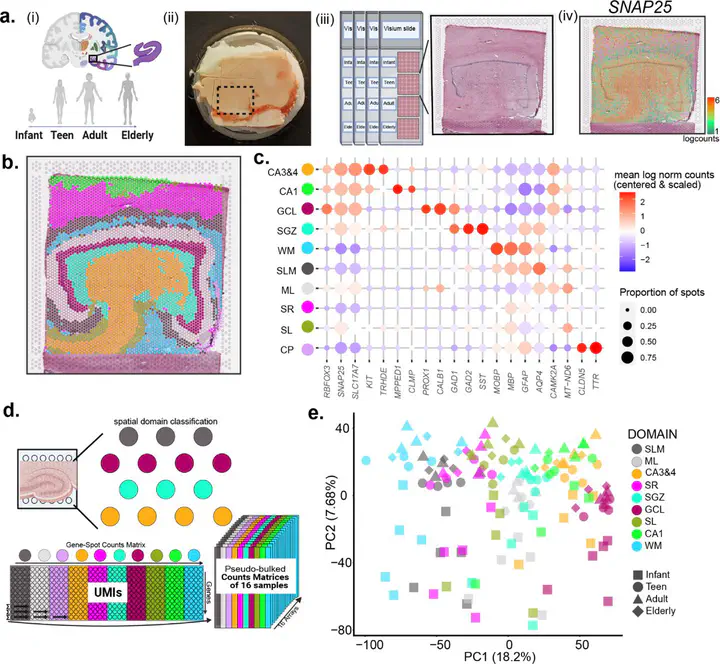 a.
(i)
(ii)
(iii)
(iv)
SNAP25
Infant Teen Adult Elderly
Visium slide
Infant
Teen
Adult
Elderly
6
1
logcounts
b.
c.
CA3&4
CA1
GCL
SGZ
WM
SLM
ML
SR
SL
CP
RBFOX3
SNAP25
SLC17A7
KIT
TRHDE
MPPED1
CLMP
PROX1
CALB1
GAD1
GAD2
SST
MOBP
MBP
GFAP
AQP4
CAMK2A
MT-ND6
CLDN5
TTR
mean log norm counts
(centered & scaled)
2
1
0
−1
−2
Proportion of spots
0.00
0.25
0.50
0.75
d.
spatial domain classification
Gene-Spot Counts Matrix
UMIs
Genes
Pseudo-bulked
Counts Matrices
of 16 samples
e.
PC2 (7.68%)
40
0
−40
−80
−100
−50
0
50
PC1 (18.2%)
DOMAIN
SLM
ML
CA3&4
SR
SGZ
GCL
SL
CA1
WM
Infant
Teen
Adult
Elderly